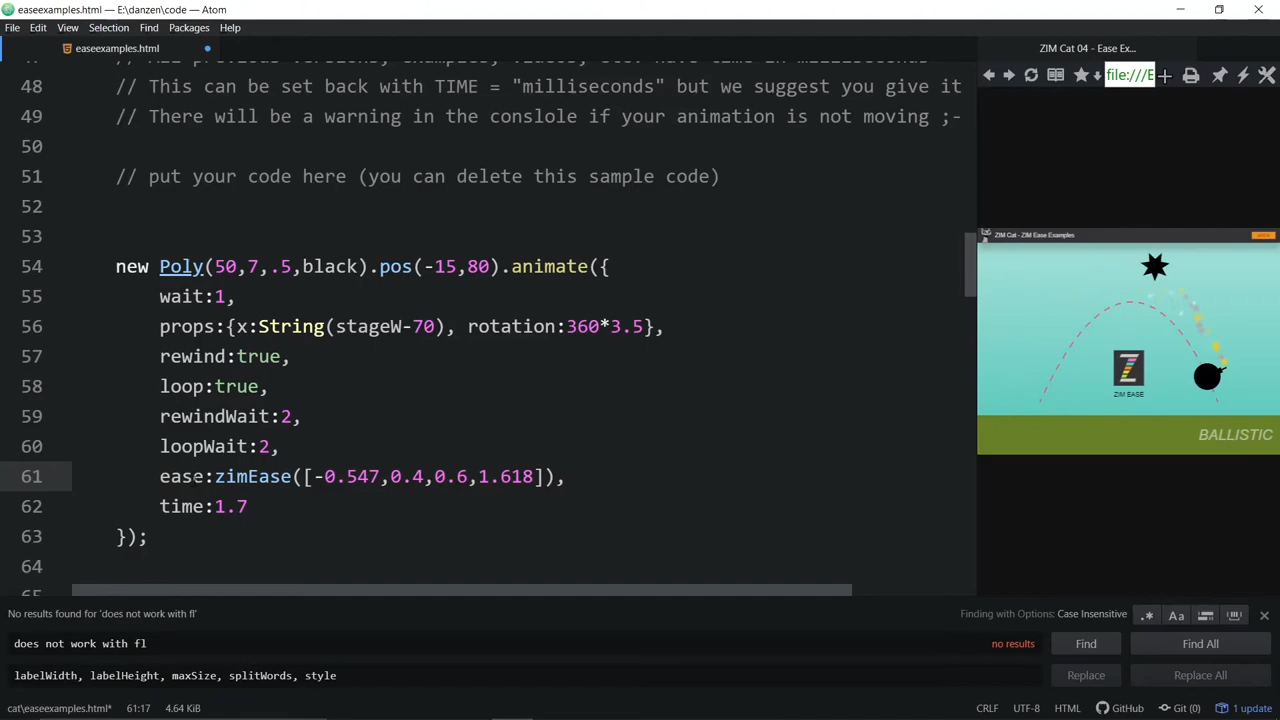 easeexamples.html — E:\danzen\code — Atom
File Edit View Selection Find Packages Help
easeexamples.html
ZIM Cat 04 - Ease Ex...
file:///E
48 // This can be set back with TIME = "milliseconds" but we suggest you give it
49 // There will be a warning in the conslole if your animation is not moving ;-
50
51 // put your code here (you can delete this sample code)
52
53
54 new Poly(50,7,.5,black).pos(-15,80).animate({
55 wait:1,
56 props:{x:String(stageW-70), rotation:360*3.5},
57 rewind:true,
58 loop:true,
59 rewindWait:2,
60 loopWait:2,
61 ease:zimEase([-0.547,0.4,0.6,1.618]),
62 time:1.7
63 });
64
ZIM Cat - ZIM Ease Examples
ZIM EASE
BALLISTIC
No results found for 'does not work with fl'
Finding with Options: Case Insensitive
.* Aa
does not work with fl
no results
Find
Find All
labelWidth, labelHeight, maxSize, splitWords, style
Replace
Replace All
cat\easeexamples.html* 61:17 4.64 KiB
CRLF UTF-8 HTML GitHub Git (0) 1 update